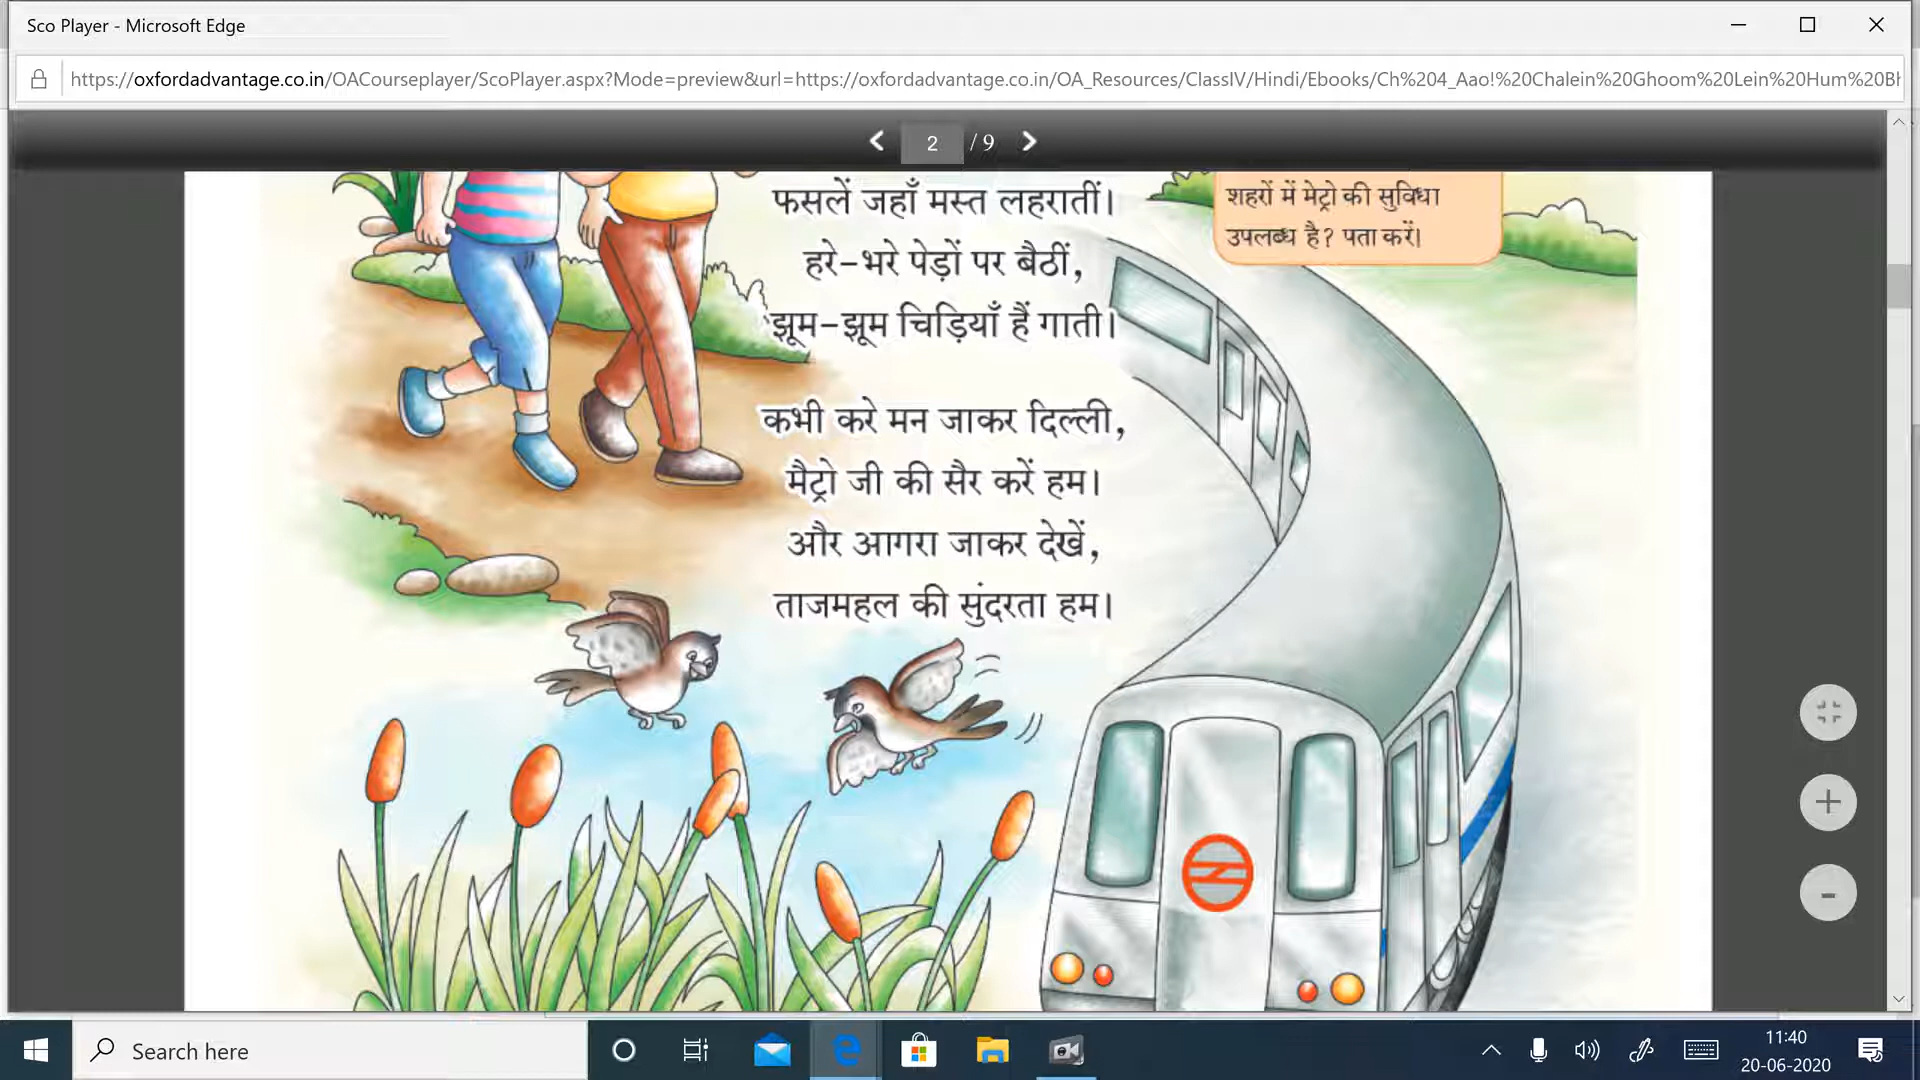 Sco Player - Microsoft Edge
https://oxfordadvantage.co.in/OACourseplayer/ScoPlayer.aspx?Mode=preview&url=https://oxfordadvantage.co.in/OA_Resources/ClassIV/Hindi/Ebooks/Ch%204_Aao!%20Chalein%20Ghoom%20Lein%20Hum%20Bh
2 / 9
फसलें जहाँ मस्त लहरातीं।
हरे-भरे पेड़ों पर बैठीं,
झूम-झूम चिड़ियाँ हैं गाती।
शहरों में मेट्रो की सुविधा
उपलब्ध है? पता करें।
कभी करे मन जाकर दिल्ली,
मैट्रो जी की सैर करें हम।
और आगरा जाकर देखें,
ताजमहल की सुंदरता हम।
Search here
11:40
20-06-2020